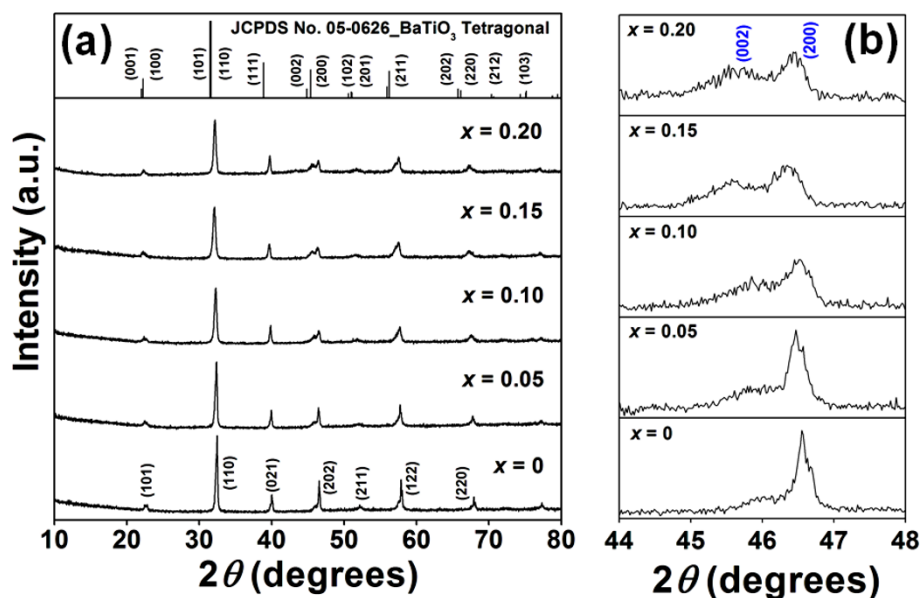 (a)
JCPDS No. 05-0626_BaTiO₃ Tetragonal
(001)
(100)
(101)
(110)
(111)
(002)
(200)
(102)
(201)
(211)
(202)
(220)
(212)
(103)
x = 0.20
x = 0.15
x = 0.10
x = 0.05
x = 0
(101)
(110)
(021)
(202)
(211)
(122)
(220)
10 20 30 40 50 60 70 80
2θ (degrees)
Intensity (a.u.)
(b)
x = 0.20
(002)
(200)
x = 0.15
x = 0.10
x = 0.05
x = 0
44 45 46 47 48
2θ (degrees)